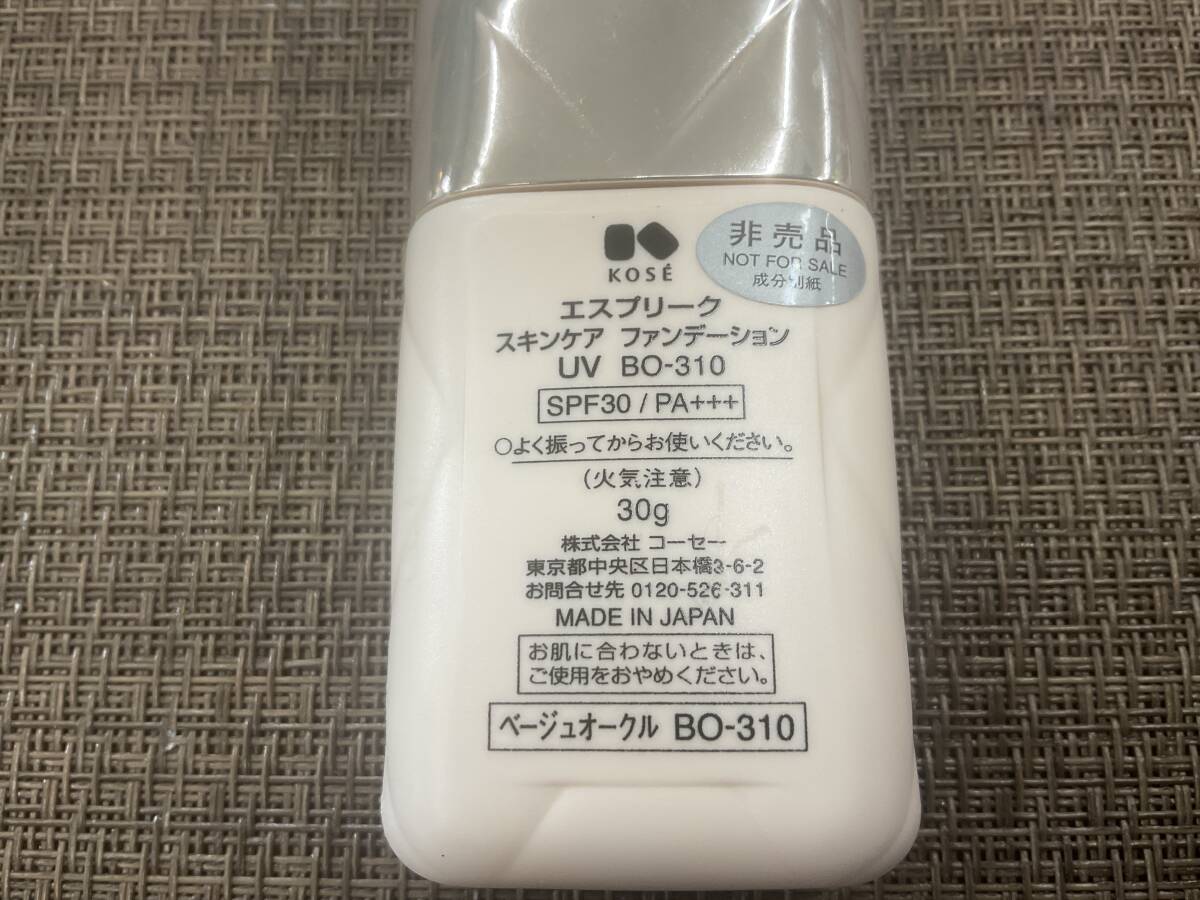 KOSÉ
非売品
NOT FOR SALE
成分別紙
エスプリーク
スキンケア ファンデーション
UV BO-310
SPF30 / PA+++
○よく振ってからお使いください。
(火気注意)
30g
株式会社 コーセー
東京都中央区日本橋3-6-2
お問合せ先 0120-526-311
MADE IN JAPAN
お肌に合わないときは、
ご使用をおやめください。
ベージュオークル BO-310